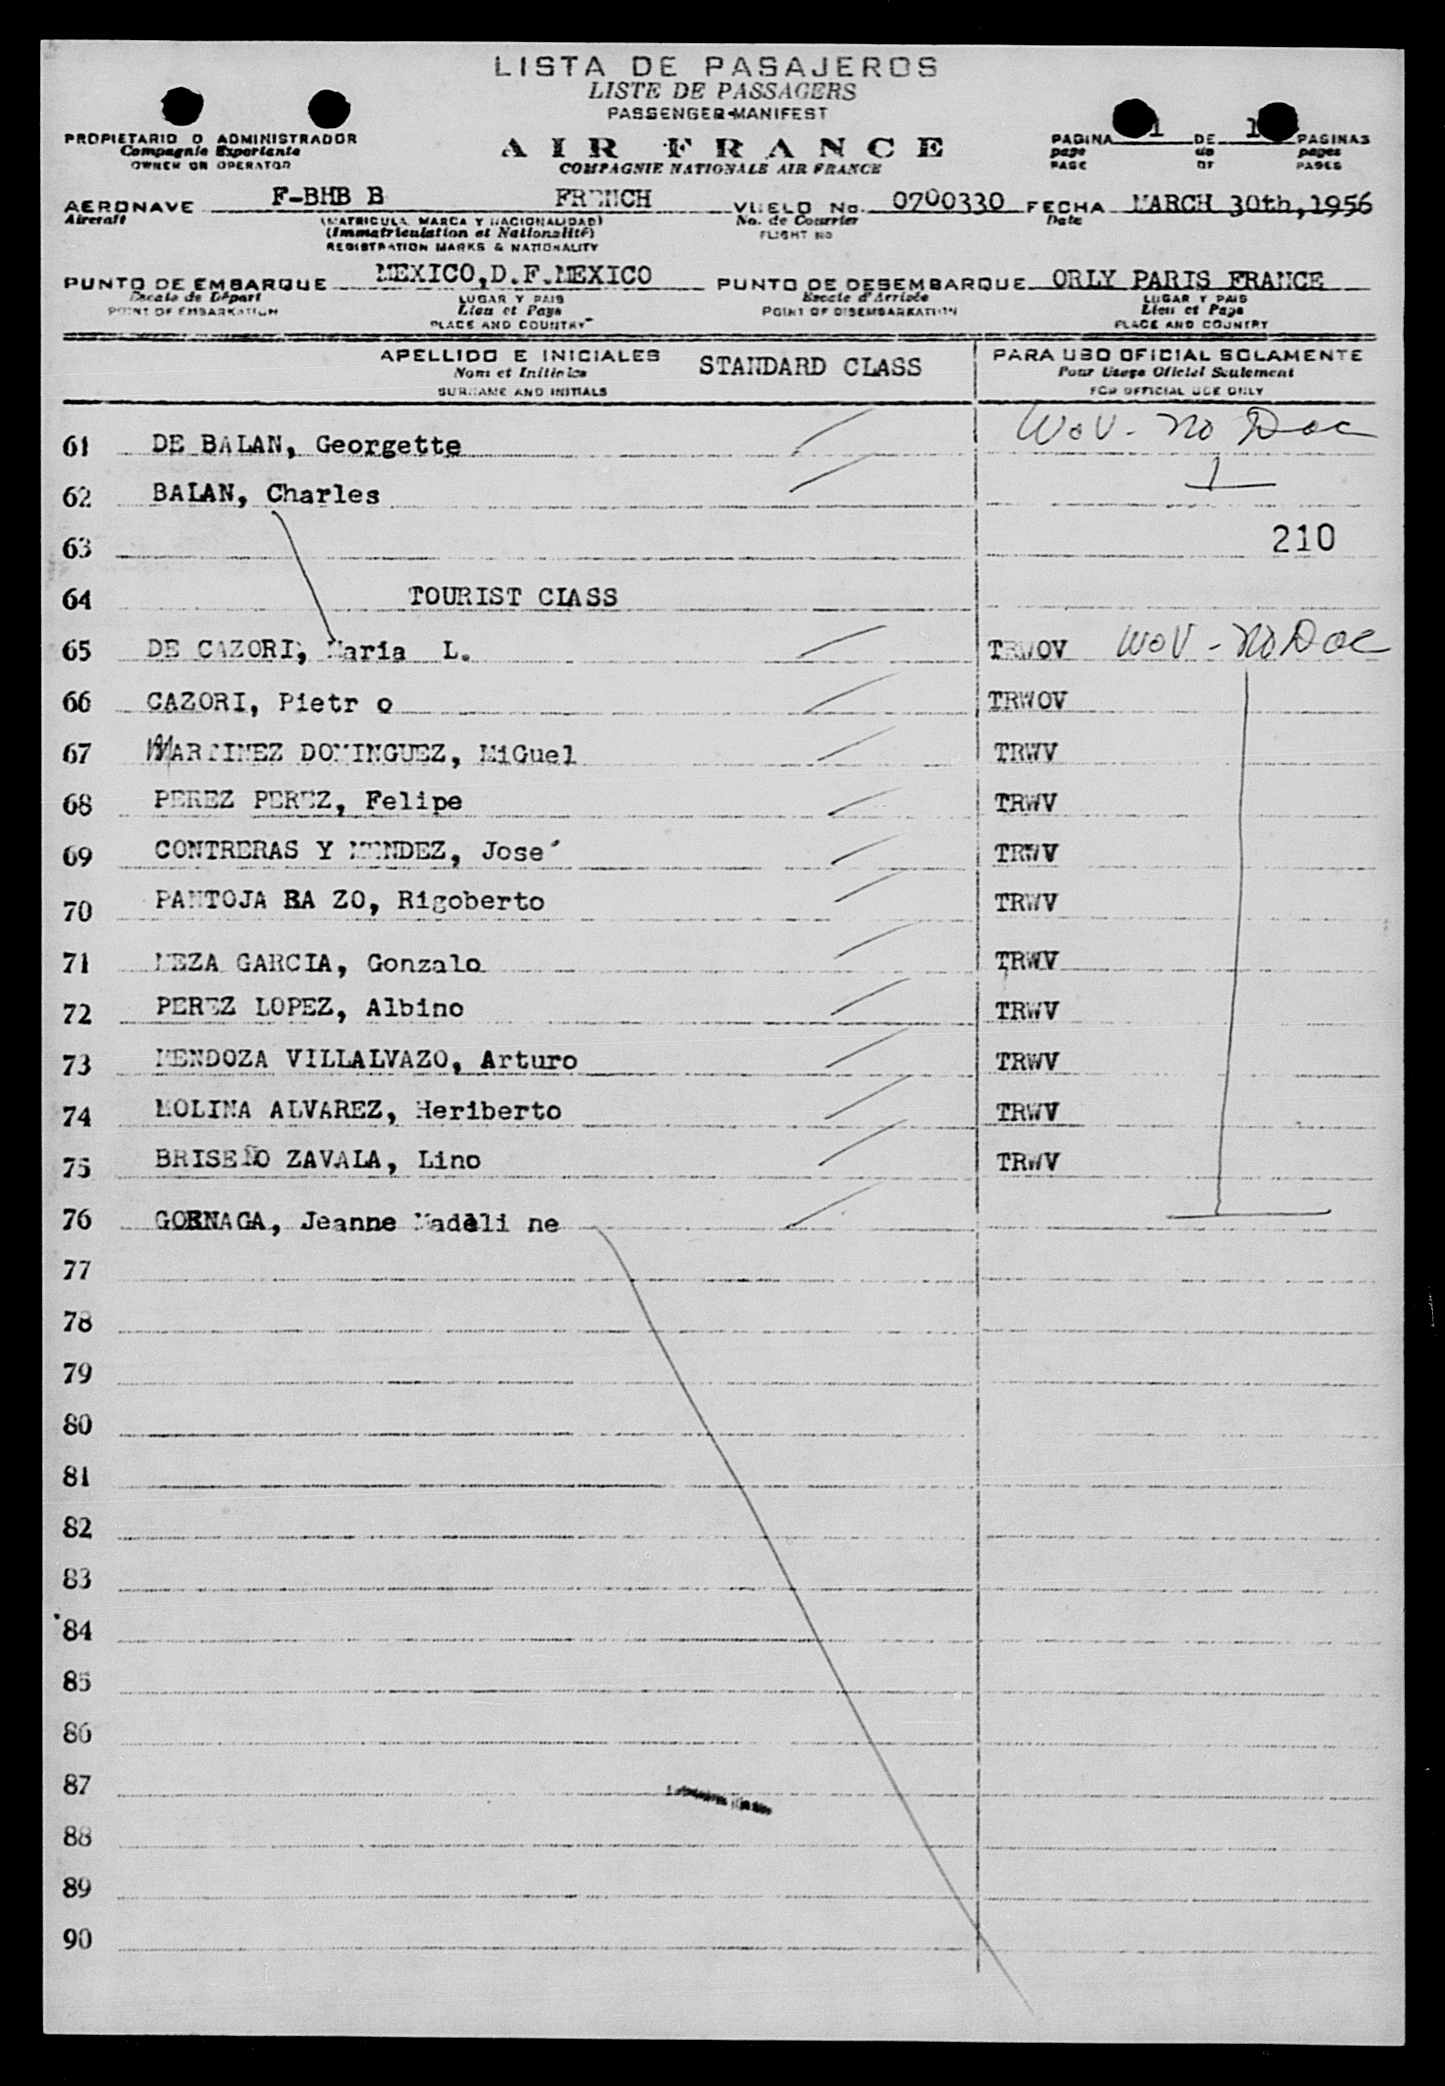 LISTA DE PASAJEROS
LISTE DE PASSAGERS
PASSENGER-MANIFEST
PROPIETARIO O ADMINISTRADOR
Compagnie Exportante
OWNER OR OPERATOR
AIR FRANCE
COMPAGNIE NATIONALE AIR FRANCE
PAGINA 1 DE 1 PAGINAS
page de pages
PAGE OF PAGES
AERONAVE F-BHB B FRENCH VUELO No. 0700330 FECHA MARCH 30th,1956
Aircraft (MATRICULA, MARCA Y NACIONALIDAD) No. de Courrier Date
(Immatriculation et Nationalité) FLIGHT NO
REGISTRATION MARKS & NATIONALITY
PUNTO DE EMBARQUE MEXICO,D.F.MEXICO PUNTO DE DESEMBARQUE ORLY PARIS FRANCE
Escale de Départ LUGAR Y PAIS Escale d'Arrivée LUGAR Y PAIS
POINT OF EMBARKATION Lieu et Pays POINT OF DISEMBARKATION Lieu et Pays
PLACE AND COUNTRY PLACE AND COUNTRY
APELLIDO E INICIALES STANDARD CLASS PARA USO OFICIAL SOLAMENTE
Nom et Initiales Pour Usage Officiel Seulement
SURNAME AND INITIALS FOR OFFICIAL USE ONLY
61 DE BALAN, Georgette WoV - no Doc
62 BALAN, Charles
63 210
64 TOURIST CLASS
65 DE CAZORI, Maria L. TRWOV WoV - No Doc
66 CAZORI, Pietr o TRWOV
67 MARTINEZ DOMINGUEZ, MiGuel TRWV
68 PEREZ PEREZ, Felipe TRWV
69 CONTRERAS Y MENDEZ, Jose' TRWV
70 PANTOJA RA ZO, Rigoberto TRWV
71 MEZA GARCIA, Gonzalo TRWV
72 PEREZ LOPEZ, Albino TRWV
73 MENDOZA VILLALVAZO, Arturo TRWV
74 MOLINA ALVAREZ, Heriberto TRWV
75 BRISEÑO ZAVALA, Lino TRWV
76 GORNAGA, Jeanne Madèli ne
77
78
79
80
81
82
83
84
85
86
87
88
89
90